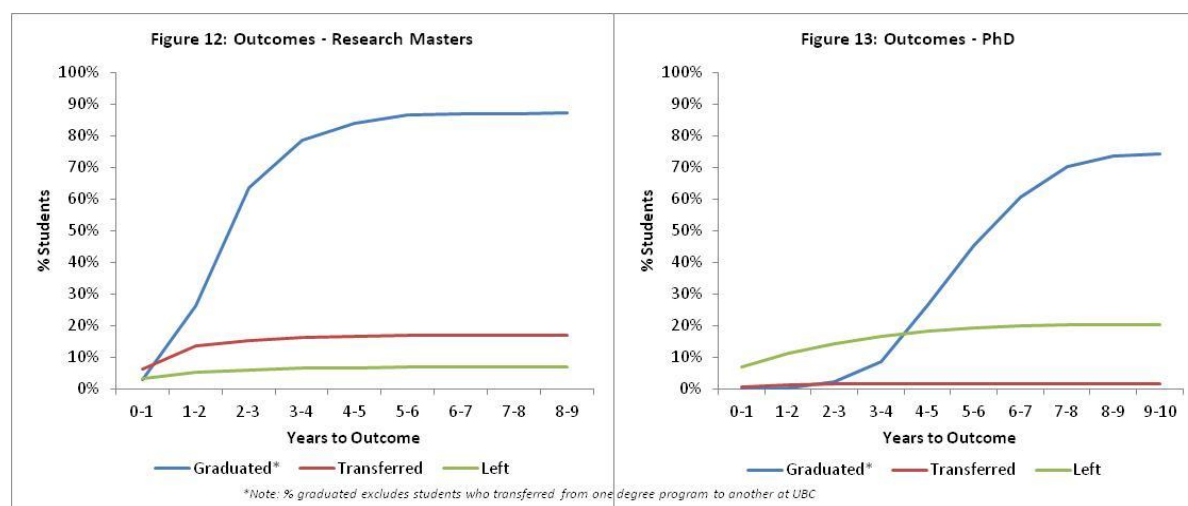 Figure 12: Outcomes - Research Masters
100%
90%
80%
70%
60%
50%
40%
30%
20%
10%
0%
% Students
0-1 1-2 2-3 3-4 4-5 5-6 6-7 7-8 8-9
Years to Outcome
Graduated* Transferred Left
Figure 13: Outcomes - PhD
100%
90%
80%
70%
60%
50%
40%
30%
20%
10%
0%
% Students
0-1 1-2 2-3 3-4 4-5 5-6 6-7 7-8 8-9 9-10
Years to Outcome
Graduated* Transferred Left
*Note: % graduated excludes students who transferred from one degree program to another at UBC